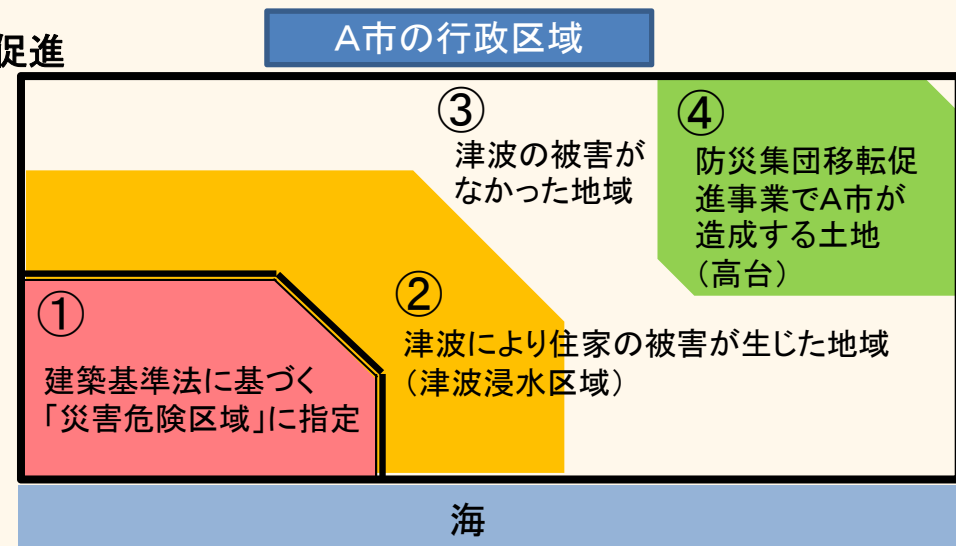 促進
A市の行政区域
③
津波の被害が
なかった地域
④
防災集団移転促
進事業でA市が
造成する土地
(高台)
①
建築基準法に基づく
「災害危険区域」に指定
②
津波により住家の被害が生じた地域
(津波浸水区域)
海